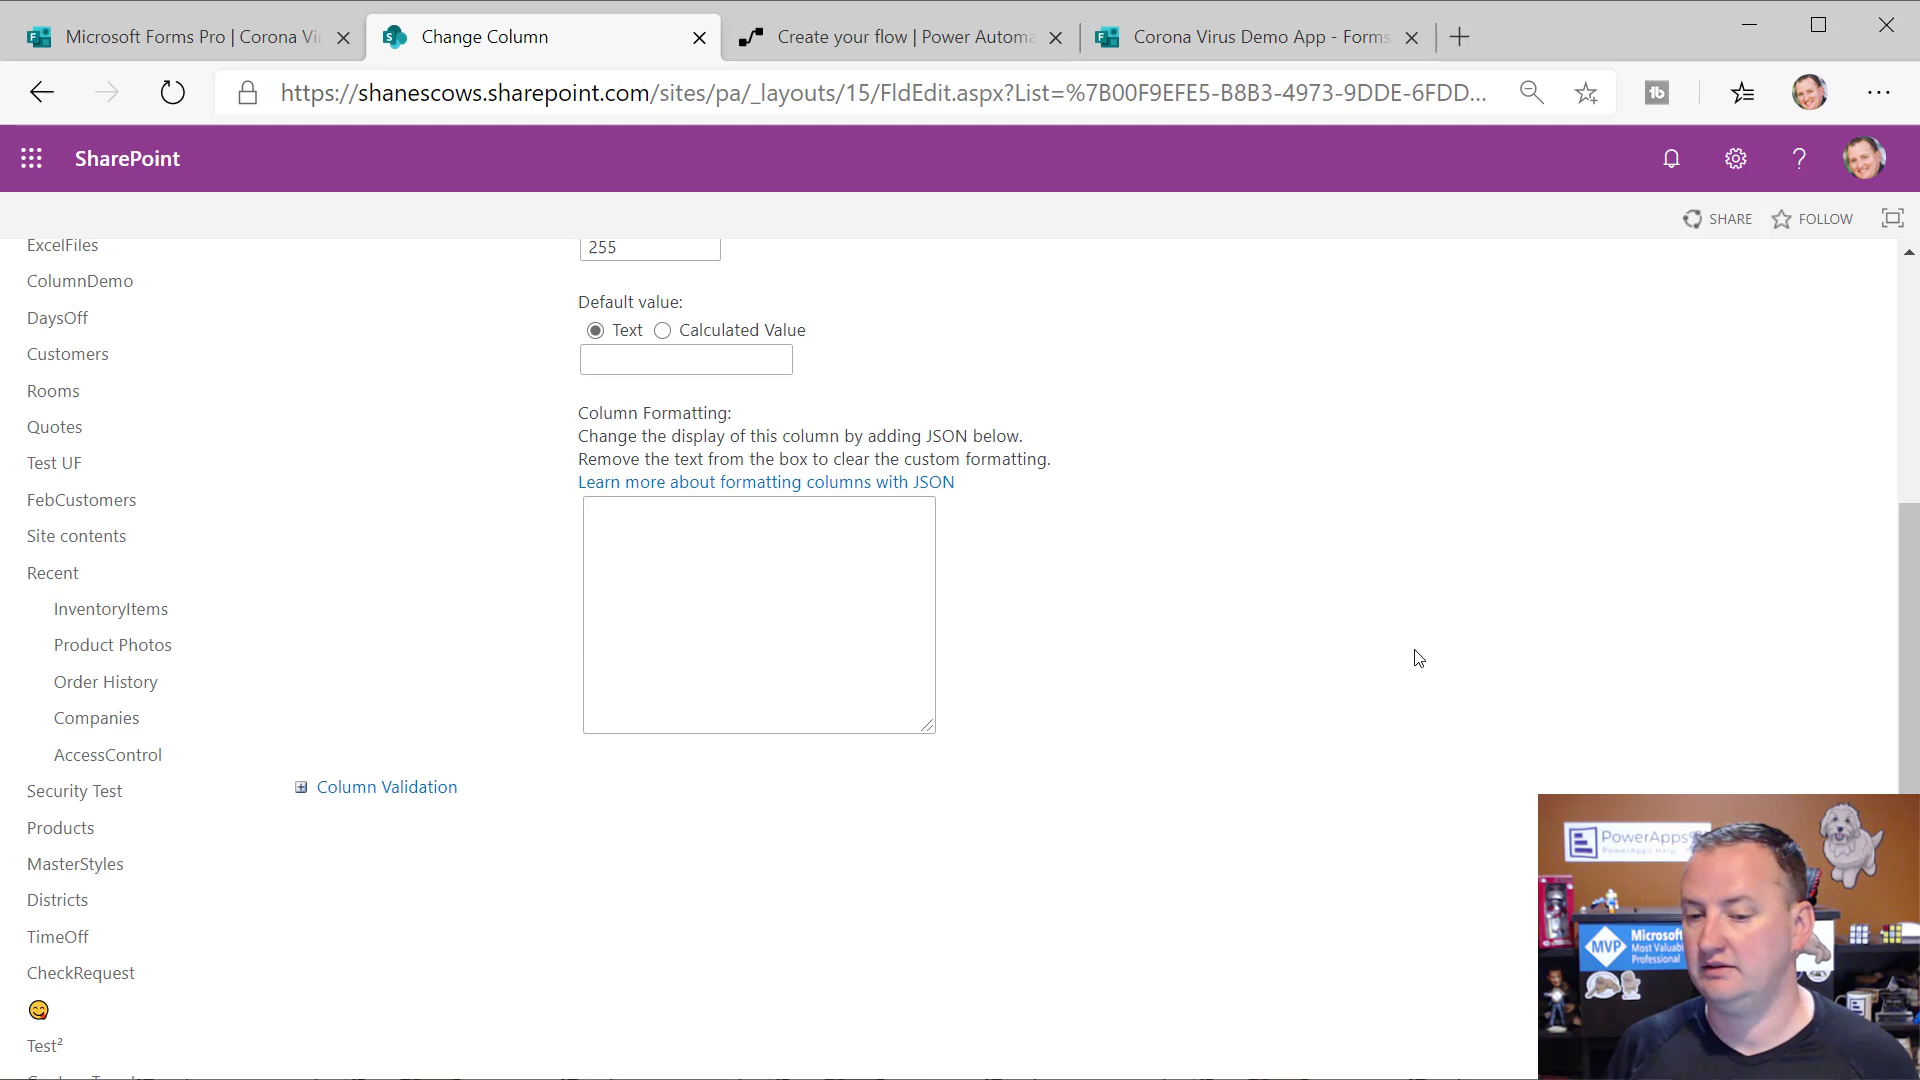 Microsoft Forms Pro | Corona Vi
Change Column
Create your flow | Power Automa
Corona Virus Demo App - Forms
https://shanescows.sharepoint.com/sites/pa/_layouts/15/FldEdit.aspx?List=%7B00F9EFE5-B8B3-4973-9DDE-6FDD...
SharePoint
SHARE
FOLLOW
ExcelFiles
ColumnDemo
DaysOff
Customers
Rooms
Quotes
Test UF
FebCustomers
Site contents
Recent
InventoryItems
Product Photos
Order History
Companies
AccessControl
Security Test
Products
MasterStyles
Districts
TimeOff
CheckRequest
😋
Test²
255
Default value:
Text
Calculated Value
Column Formatting:
Change the display of this column by adding JSON below.
Remove the text from the box to clear the custom formatting.
Learn more about formatting columns with JSON
Column Validation
PowerApps
PowerApps Help
MVP
Microsoft
Most Valuable
Professional